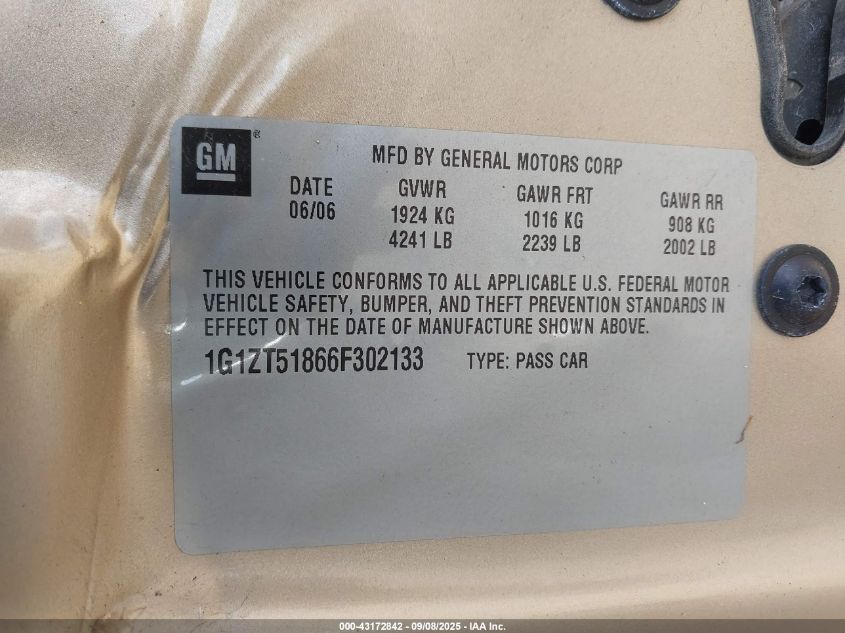 GM ®
MFD BY GENERAL MOTORS CORP
DATE GVWR GAWR FRT GAWR RR
06/06 1924 KG 1016 KG 908 KG
4241 LB 2239 LB 2002 LB
THIS VEHICLE CONFORMS TO ALL APPLICABLE U.S. FEDERAL MOTOR
VEHICLE SAFETY, BUMPER, AND THEFT PREVENTION STANDARDS IN
EFFECT ON THE DATE OF MANUFACTURE SHOWN ABOVE.
1G1ZT51866F302133 TYPE: PASS CAR
000-43172842 - 09/08/2025 - IAA Inc.